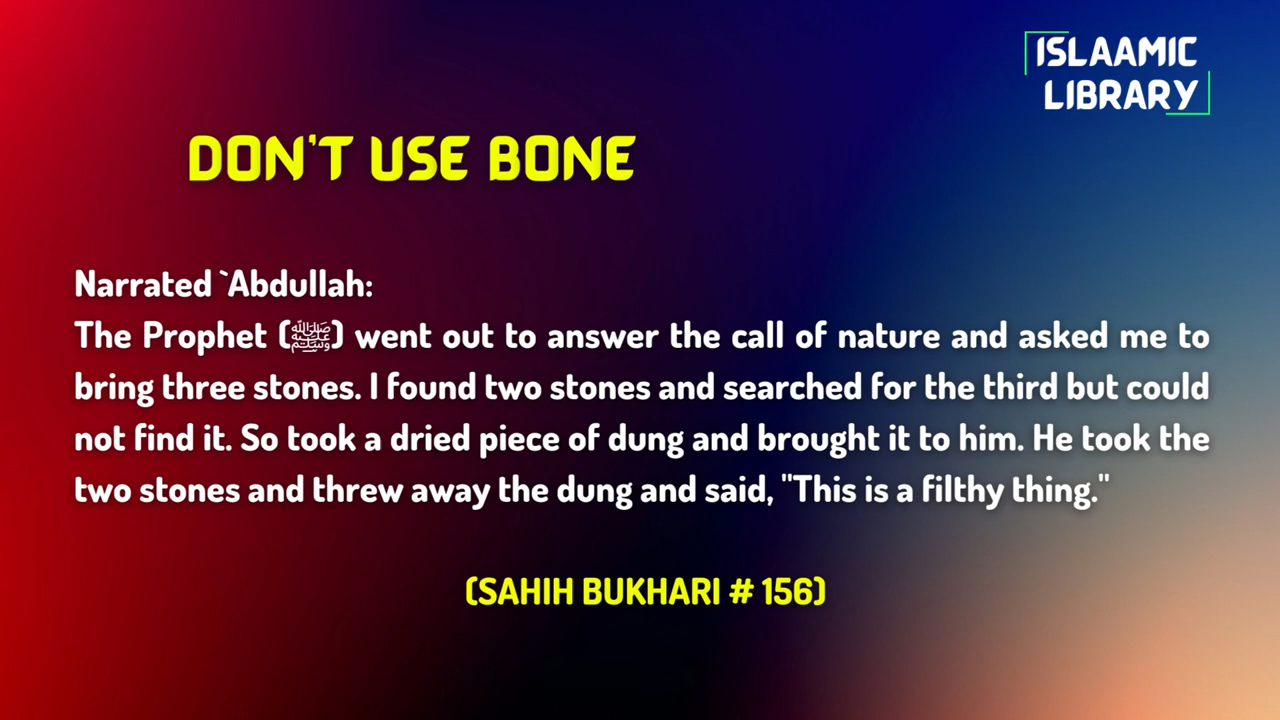 ISLAAMIC
LIBRARY
DON'T USE BONE
Narrated `Abdullah:
The Prophet (ﷺ) went out to answer the call of nature and asked me to
bring three stones. I found two stones and searched for the third but could
not find it. So took a dried piece of dung and brought it to him. He took the
two stones and threw away the dung and said, "This is a filthy thing."
(SAHIH BUKHARI # 156)